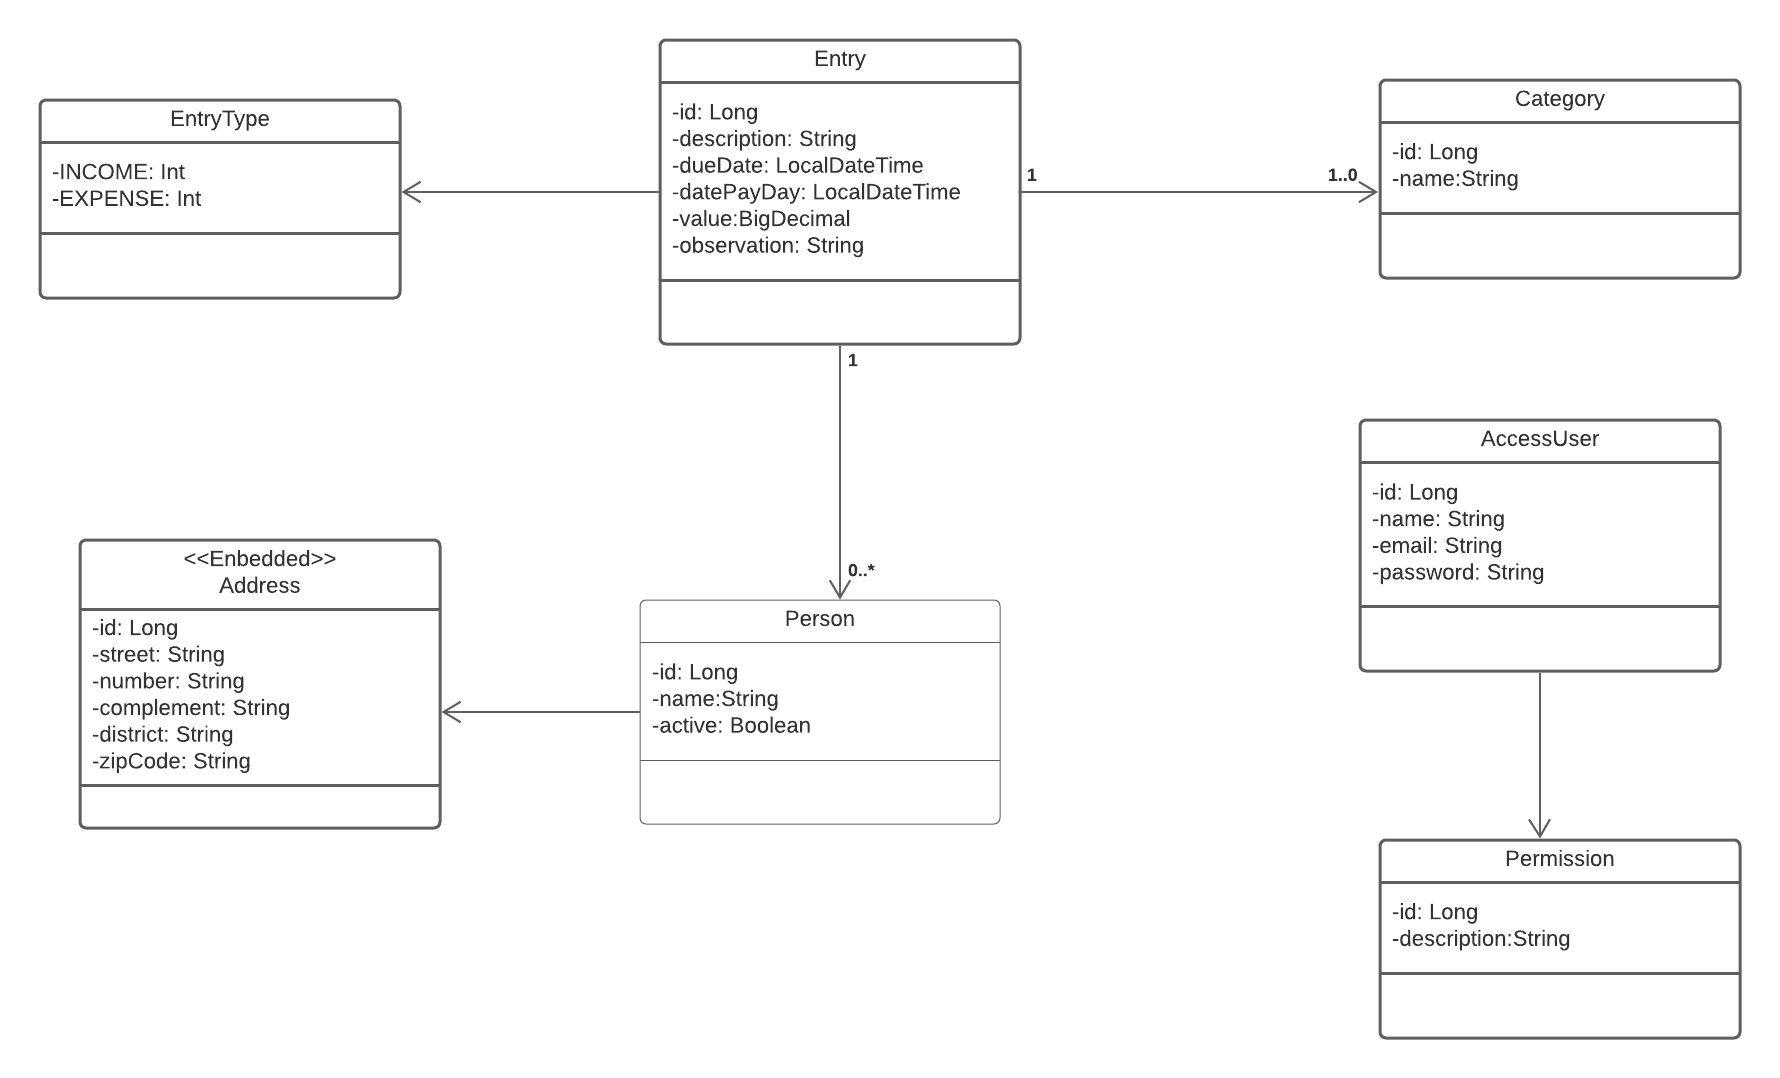 Entry
-id: Long
-description: String
-dueDate: LocalDateTime
-datePayDay: LocalDateTime
-value:BigDecimal
-observation: String
EntryType
-INCOME: Int
-EXPENSE: Int
Category
-id: Long
-name:String
1
1..0
1
0..*
AccessUser
-id: Long
-name: String
-email: String
-password: String
<<Enbedded>>
Address
-id: Long
-street: String
-number: String
-complement: String
-district: String
-zipCode: String
Person
-id: Long
-name:String
-active: Boolean
Permission
-id: Long
-description:String